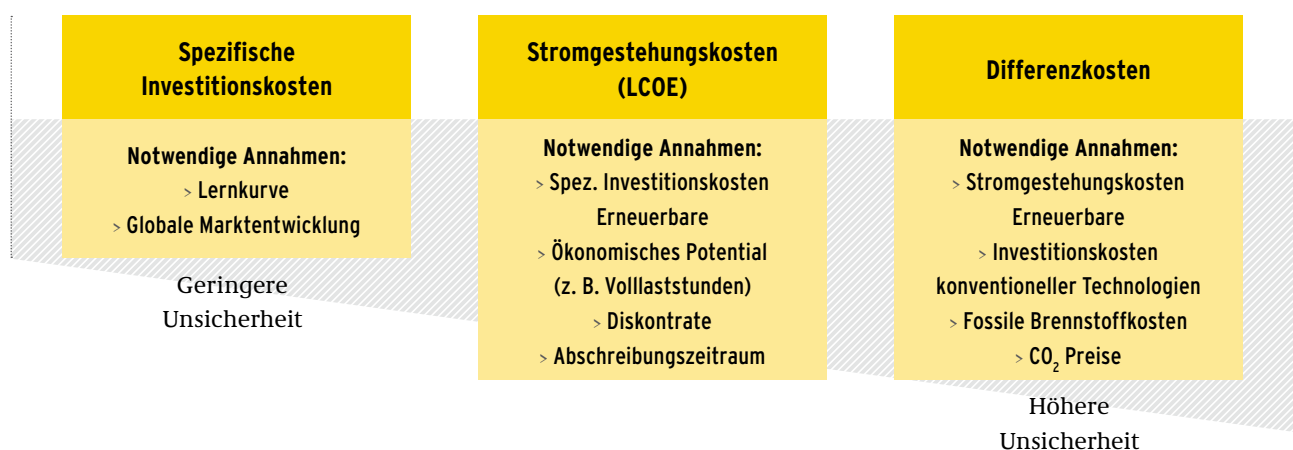 Spezifische
Investitionskosten
Notwendige Annahmen:
> Lernkurve
> Globale Marktentwicklung
Geringere
Unsicherheit
Stromgestehungskosten
(LCOE)
Notwendige Annahmen:
> Spez. Investitionskosten
Erneuerbare
> Ökonomisches Potential
(z. B. Volllaststunden)
> Diskontrate
> Abschreibungszeitraum
Differenzkosten
Notwendige Annahmen:
> Stromgestehungskosten
Erneuerbare
> Investitionskosten
konventioneller Technologien
> Fossile Brennstoffkosten
> CO₂ Preise
Höhere
Unsicherheit